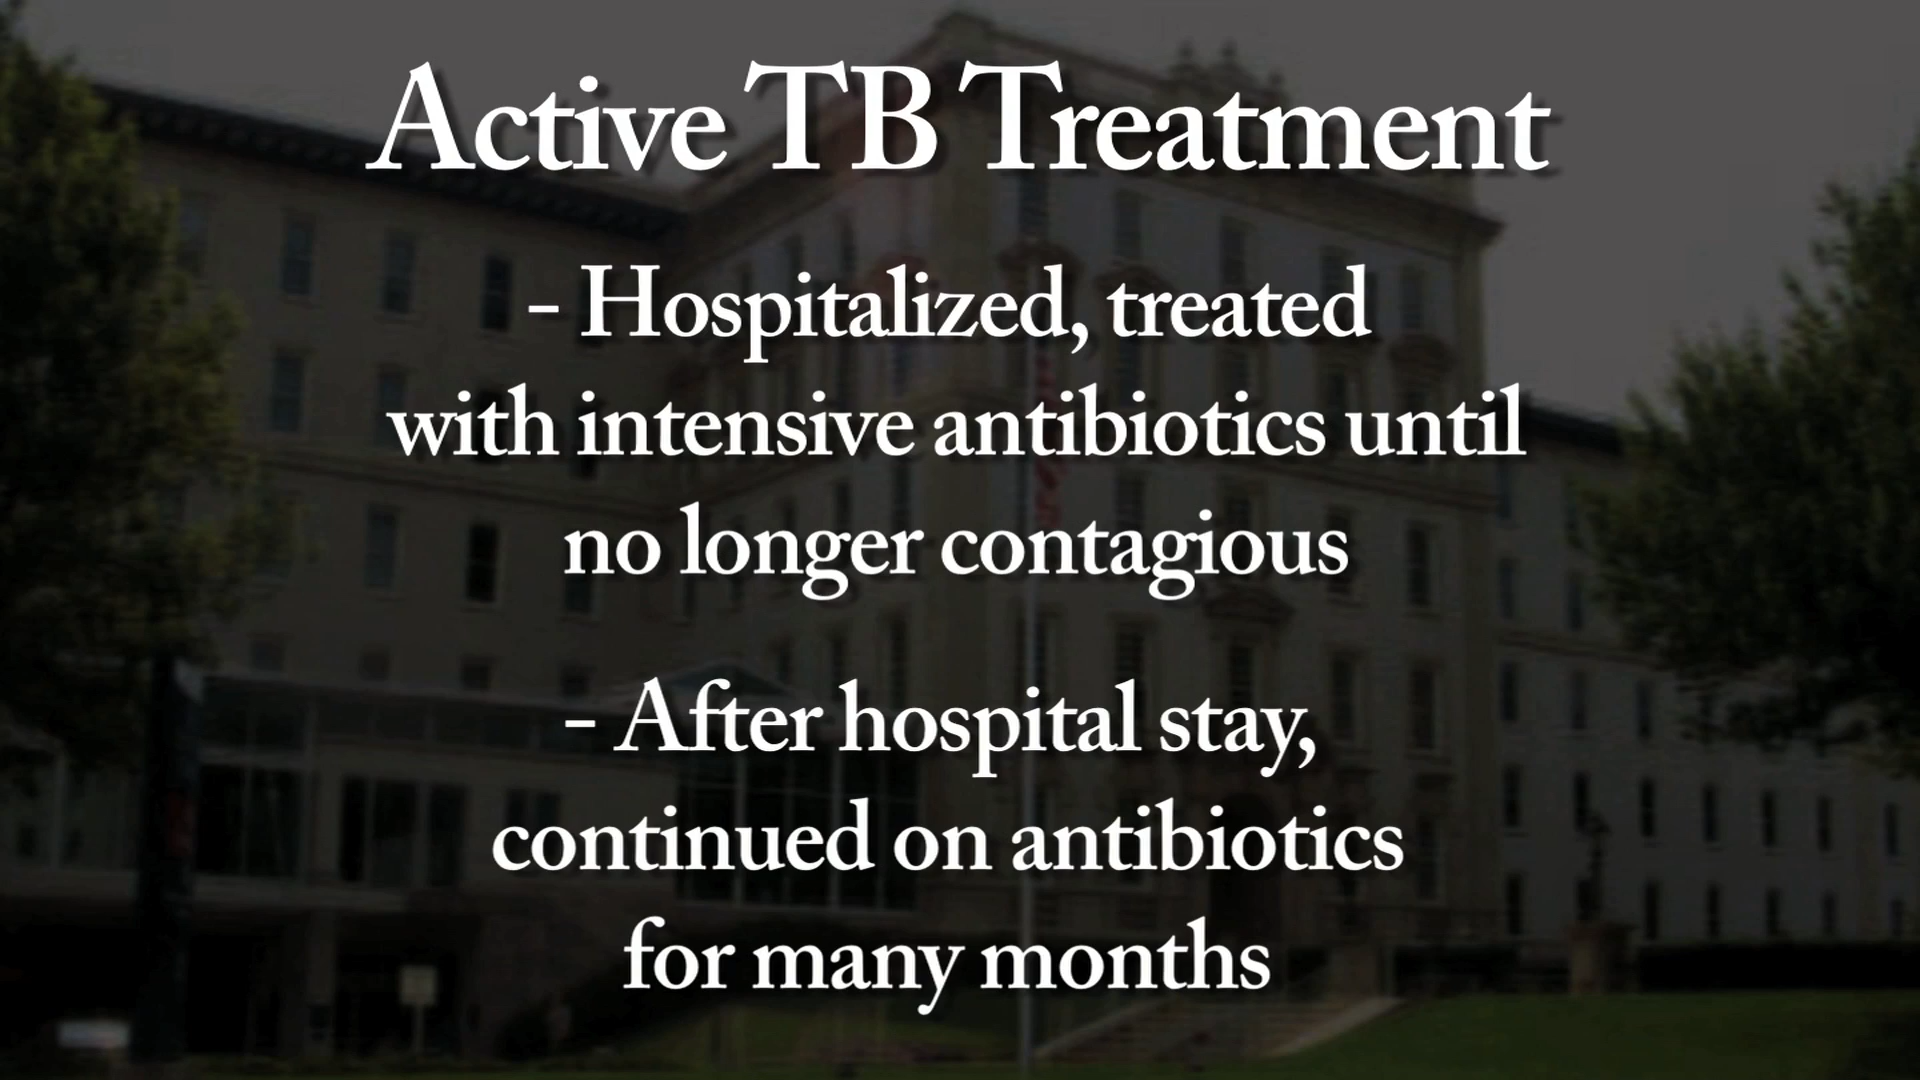 Active TB Treatment
- Hospitalized, treated
with intensive antibiotics until
no longer contagious
- After hospital stay,
continued on antibiotics
for many months